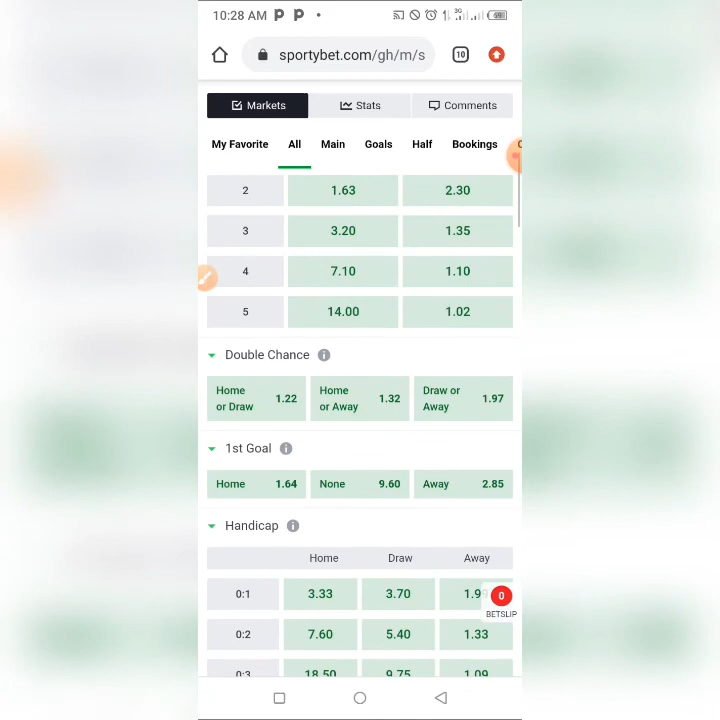 10:28 AM P P •
3G 69
sportybet.com/gh/m/s 10
Markets Stats Comments
My Favorite All Main Goals Half Bookings
2 1.63 2.30
3 3.20 1.35
4 7.10 1.10
5 14.00 1.02
Double Chance
Home or Draw 1.22 Home or Away 1.32 Draw or Away 1.97
1st Goal
Home 1.64 None 9.60 Away 2.85
Handicap
Home Draw Away
0:1 3.33 3.70
0
BETSLIP
0:2 7.60 5.40 1.33
0:3 18.50 9.75 1.09